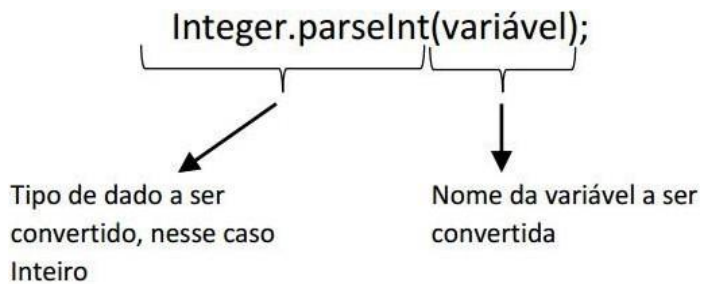 Integer.parseInt(variável);
Tipo de dado a ser
convertido, nesse caso
Inteiro
Nome da variável a ser
convertida